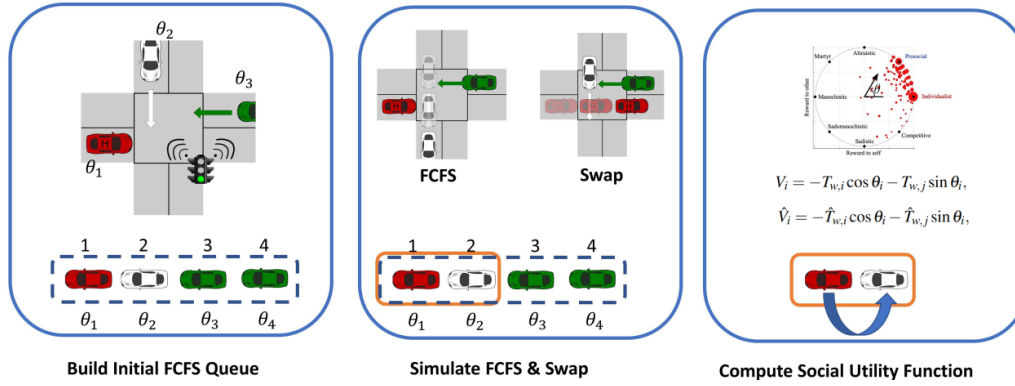 θ₂
θ₃
H
θ₁
1 2 3 4
θ₁ θ₂ θ₃ θ₄
Build Initial FCFS Queue
H
H
H
FCFS Swap
1 2 3 4
θ₁ θ₂ θ₃ θ₄
Simulate FCFS & Swap
Altruistic
Martyr
Prosocial
Reward to other
Masochistic
θ
Individualist
Sadomasochistic
Competitive
Sadistic
Reward to self
V_i = −T_{w,i} cos θ_i − T_{w,j} sin θ_i,
V̂_i = −T̂_{w,i} cos θ_i − T̂_{w,j} sin θ_i,
Compute Social Utility Function